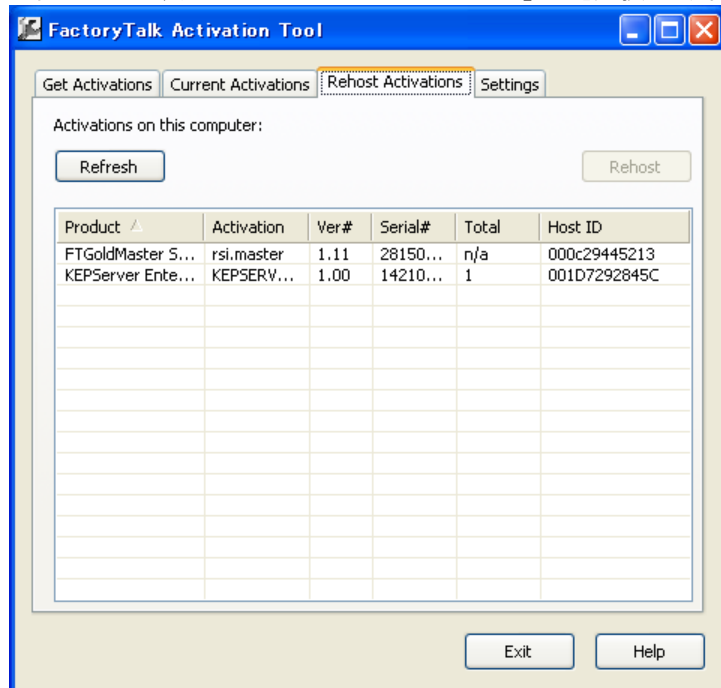 FactoryTalk Activation Tool
Get Activations Current Activations Rehost Activations Settings
Activations on this computer:
Refresh Rehost
Product Activation Ver# Serial# Total Host ID
FTGoldMaster S... rsi.master 1.11 28150... n/a 000c29445213
KEPServer Ente... KEPSERV... 1.00 14210... 1 001D7292845C
Exit Help